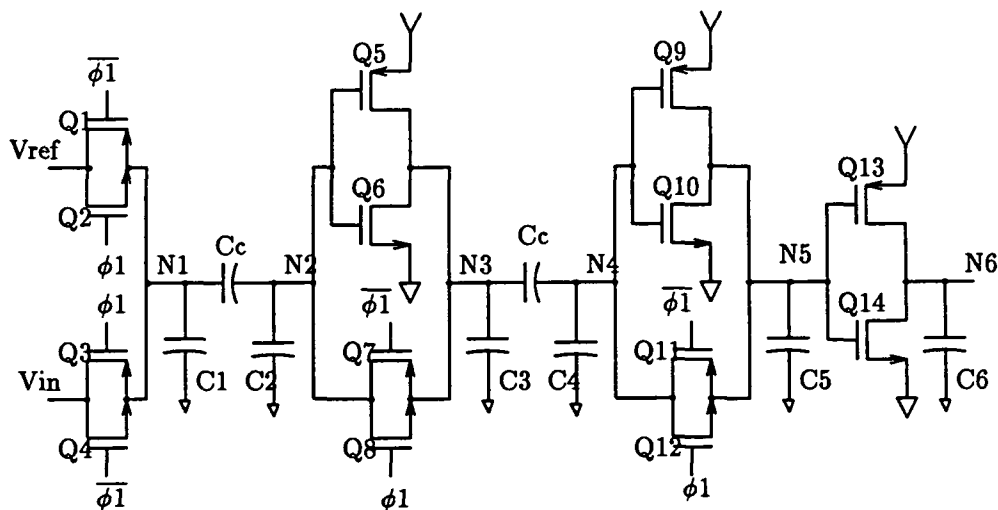 Q5
Q9
φ1̅
Q1
Q13
Vref
Q6
Q10
Q2
Cc
Cc
φ1
N1
N2
N3
N4
N5
N6
φ1
φ1̅
φ1̅
Q14
Q3
Q7
Q11
Vin
C1
C2
C3
C4
C5
C6
Q4
Q8
Q12
φ1̅
φ1
φ1